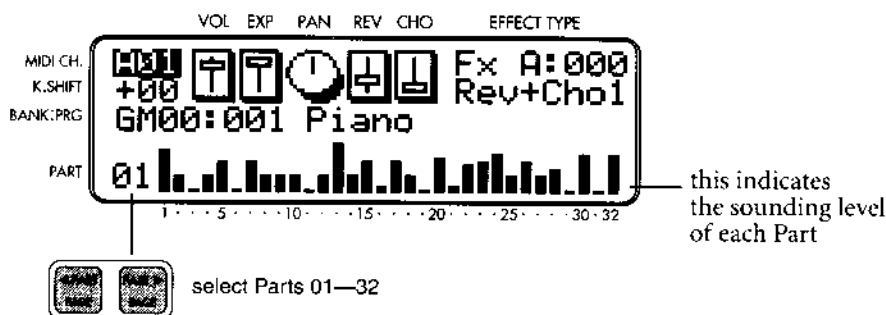 VOL EXP PAN REV CHO EFFECT TYPE
MIDI CH. A01 Fx A:000
K.SHIFT +00 Rev+Cho1
BANK:PRG GM00:001 Piano
PART 01
1 · · · 5 · · · · 10 · · · · 15 · · · · 20 · · · · 25 · · · · 30 · 32
this indicates
the sounding level
of each Part
select Parts 01—32